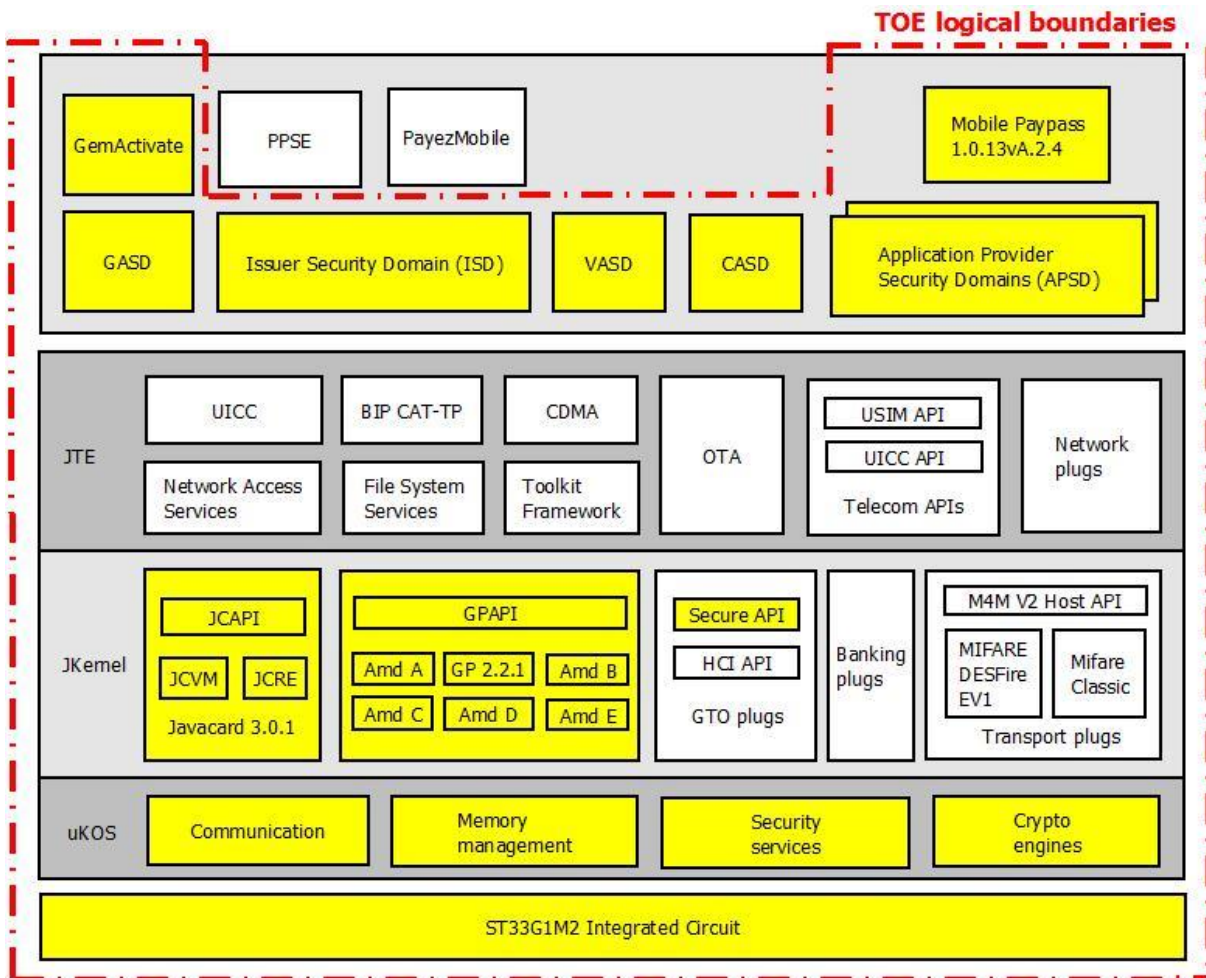 TOE logical boundaries
GemActivate
PPSE
PayezMobile
Mobile Paypass
1.0.13vA.2.4
GASD
Issuer Security Domain (ISD)
VASD
CASD
Application Provider
Security Domains (APSD)
JTE
UICC
BIP CAT-TP
CDMA
Network Access
Services
File System
Services
Toolkit
Framework
OTA
USIM API
UICC API
Telecom APIs
Network
plugs
JKernel
JCAPI
JCVM
JCRE
Javacard 3.0.1
GPAPI
Amd A
GP 2.2.1
Amd B
Amd C
Amd D
Amd E
Secure API
HCI API
GTO plugs
Banking
plugs
M4M V2 Host API
MIFARE
DESFire
EV1
Mifare
Classic
Transport plugs
uKOS
Communication
Memory
management
Security
services
Crypto
engines
ST33G1M2 Integrated Circuit